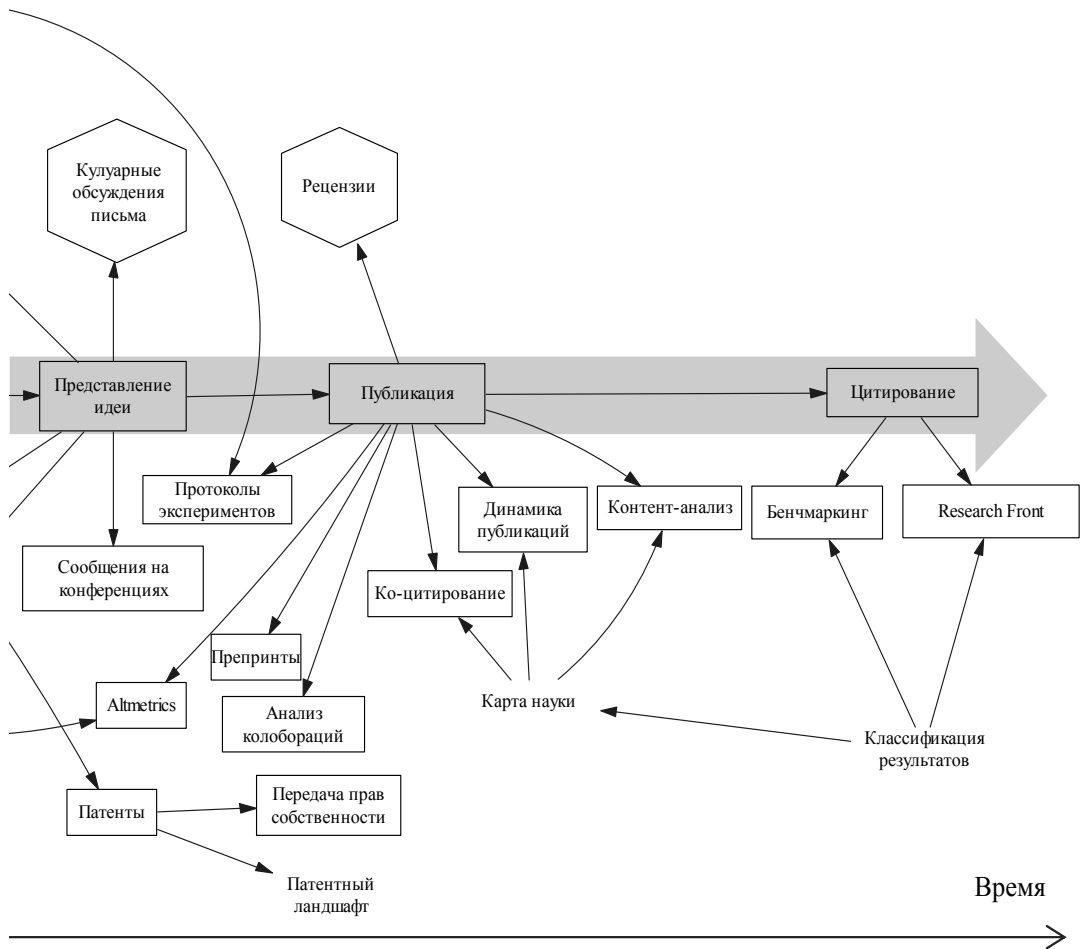 Кулуарные
обсуждения
письма
Рецензии
Представление
идеи
Публикация
Цитирование
Протоколы
экспериментов
Динамика
публикаций
Контент-анализ
Бенчмаркинг
Research Front
Сообщения на
конференциях
Ко-цитирование
Препринты
Altmetrics
Анализ
колобораций
Карта науки
Классификация
результатов
Патенты
Передача прав
собственности
Патентный
ландшафт
Время